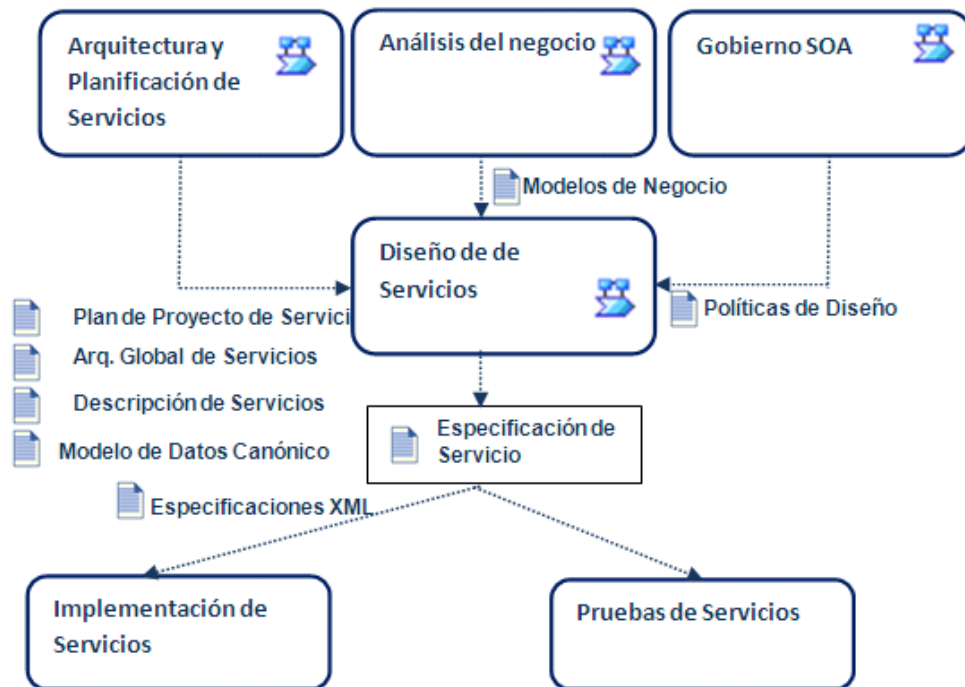 Arquitectura y
Planificación de
Servicios
Análisis del negocio
Gobierno SOA
Modelos de Negocio
Diseño de de
Servicios
Políticas de Diseño
Plan de Proyecto de Servici
Arq. Global de Servicios
Descripción de Servicios
Modelo de Datos Canónico
Especificación de
Servicio
Especificaciones XML
Implementación de
Servicios
Pruebas de Servicios